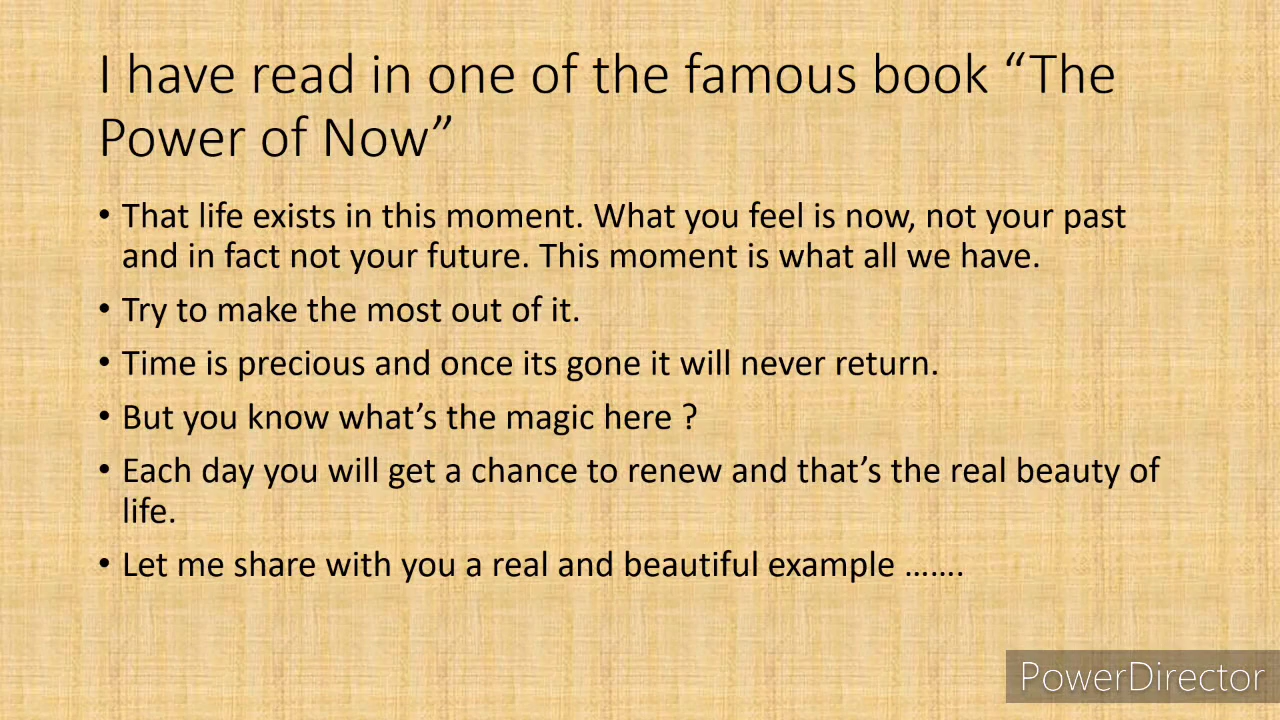 I have read in one of the famous book “The
Power of Now”
• That life exists in this moment. What you feel is now, not your past
and in fact not your future. This moment is what all we have.
• Try to make the most out of it.
• Time is precious and once its gone it will never return.
• But you know what’s the magic here ?
• Each day you will get a chance to renew and that’s the real beauty of
life.
• Let me share with you a real and beautiful example …….
PowerDirector